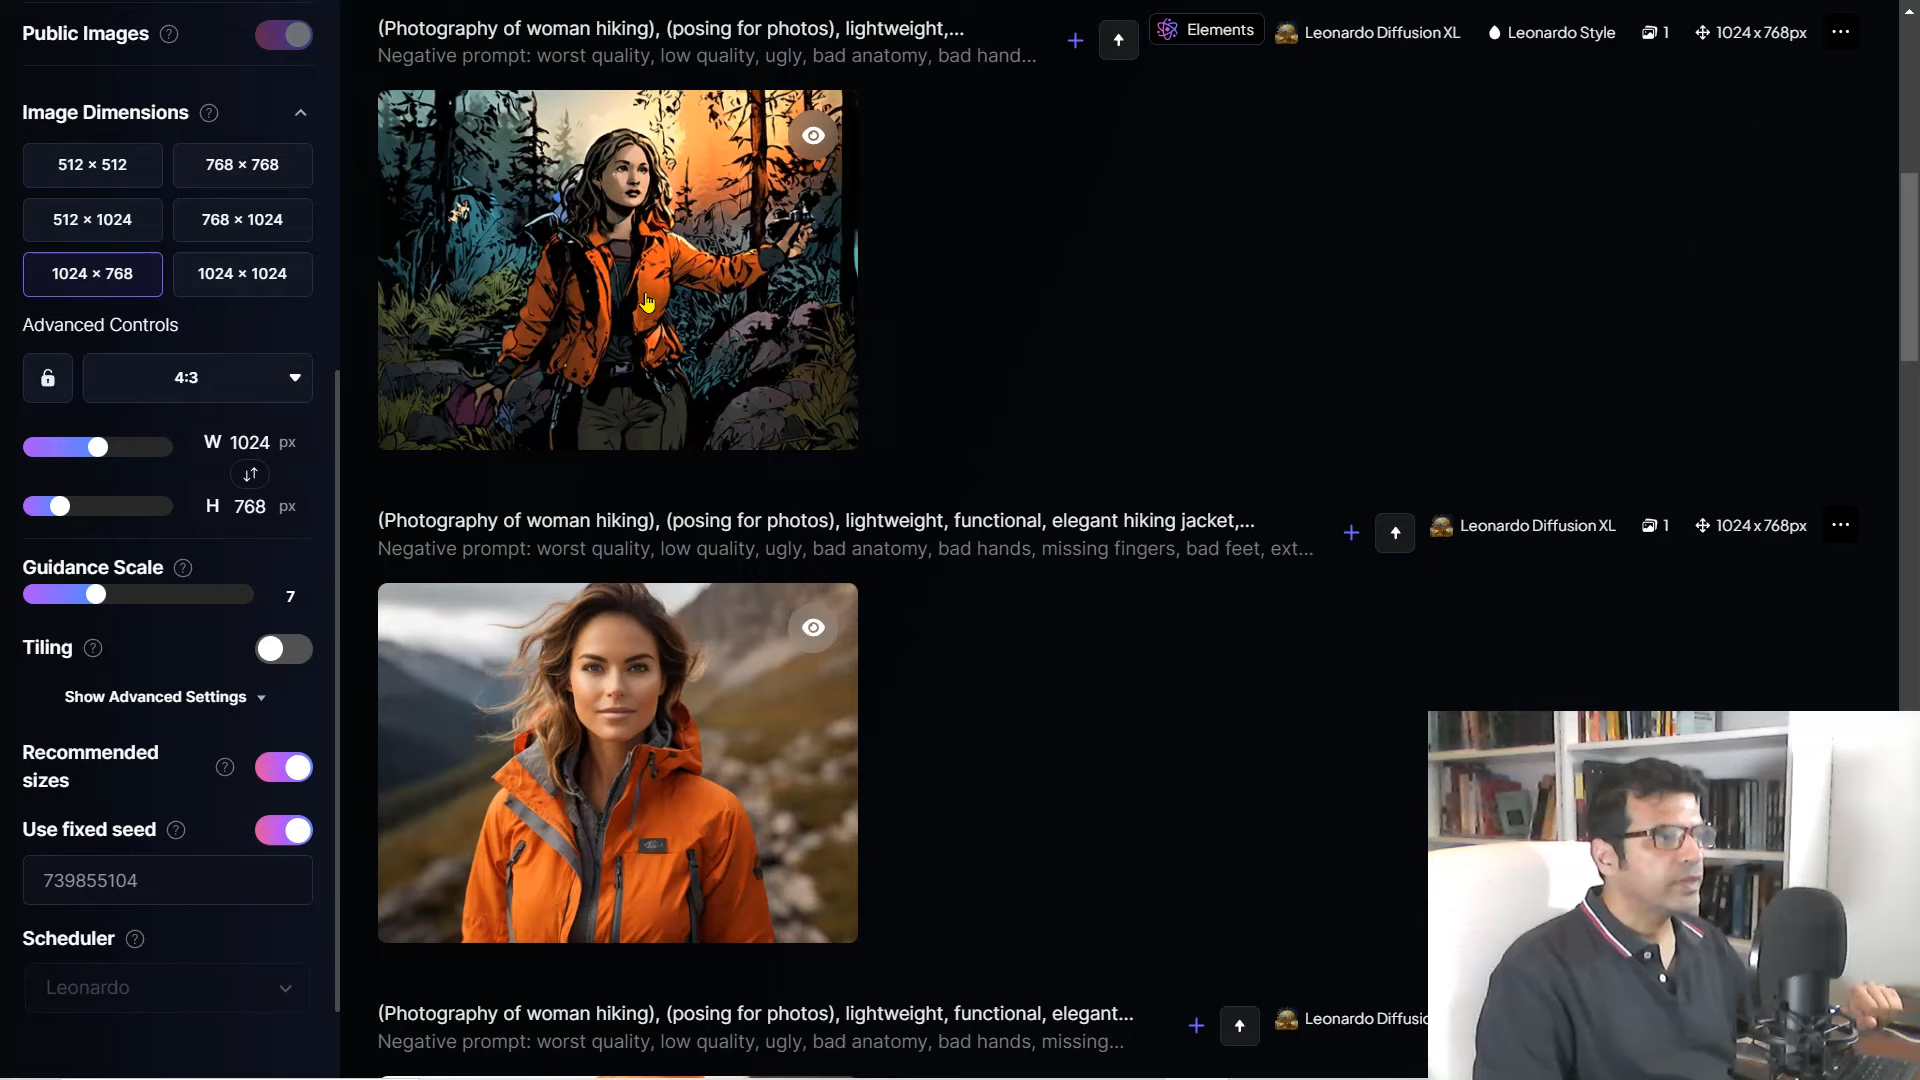 Public Images
Image Dimensions
512 × 512
768 × 768
512 × 1024
768 × 1024
1024 × 768
1024 × 1024
Advanced Controls
4:3
W 1024 px
H 768 px
Guidance Scale
7
Tiling
Show Advanced Settings
Recommended
sizes
Use fixed seed
739855104
Scheduler
Leonardo
(Photography of woman hiking), (posing for photos), lightweight,...
Negative prompt: worst quality, low quality, ugly, bad anatomy, bad hand...
Elements
Leonardo Diffusion XL
Leonardo Style
1
1024 x 768px
(Photography of woman hiking), (posing for photos), lightweight, functional, elegant hiking jacket,...
Negative prompt: worst quality, low quality, ugly, bad anatomy, bad hands, missing fingers, bad feet, ext...
Leonardo Diffusion XL
1
1024 x 768px
(Photography of woman hiking), (posing for photos), lightweight, functional, elegant...
Negative prompt: worst quality, low quality, ugly, bad anatomy, bad hands, missing...
Leonardo Diffusic